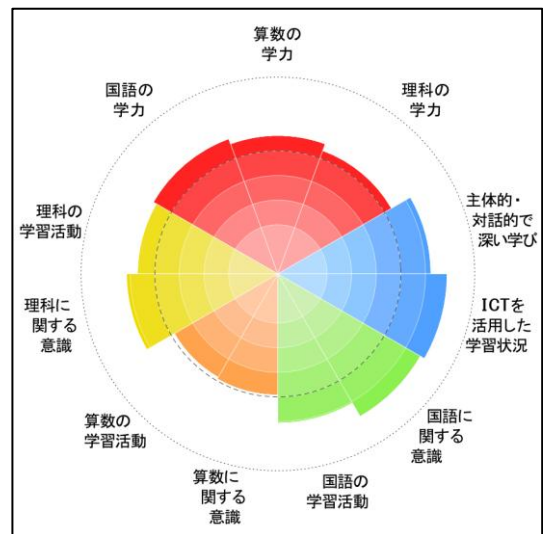 算数の
学力
理科の
学力
主体的・
対話的で
深い学び
ICTを
活用した
学習状況
国語に
関する
意識
国語の
学習活動
算数に
関する
意識
算数の
学習活動
理科に
関する
意識
理科の
学習活動
国語の
学力